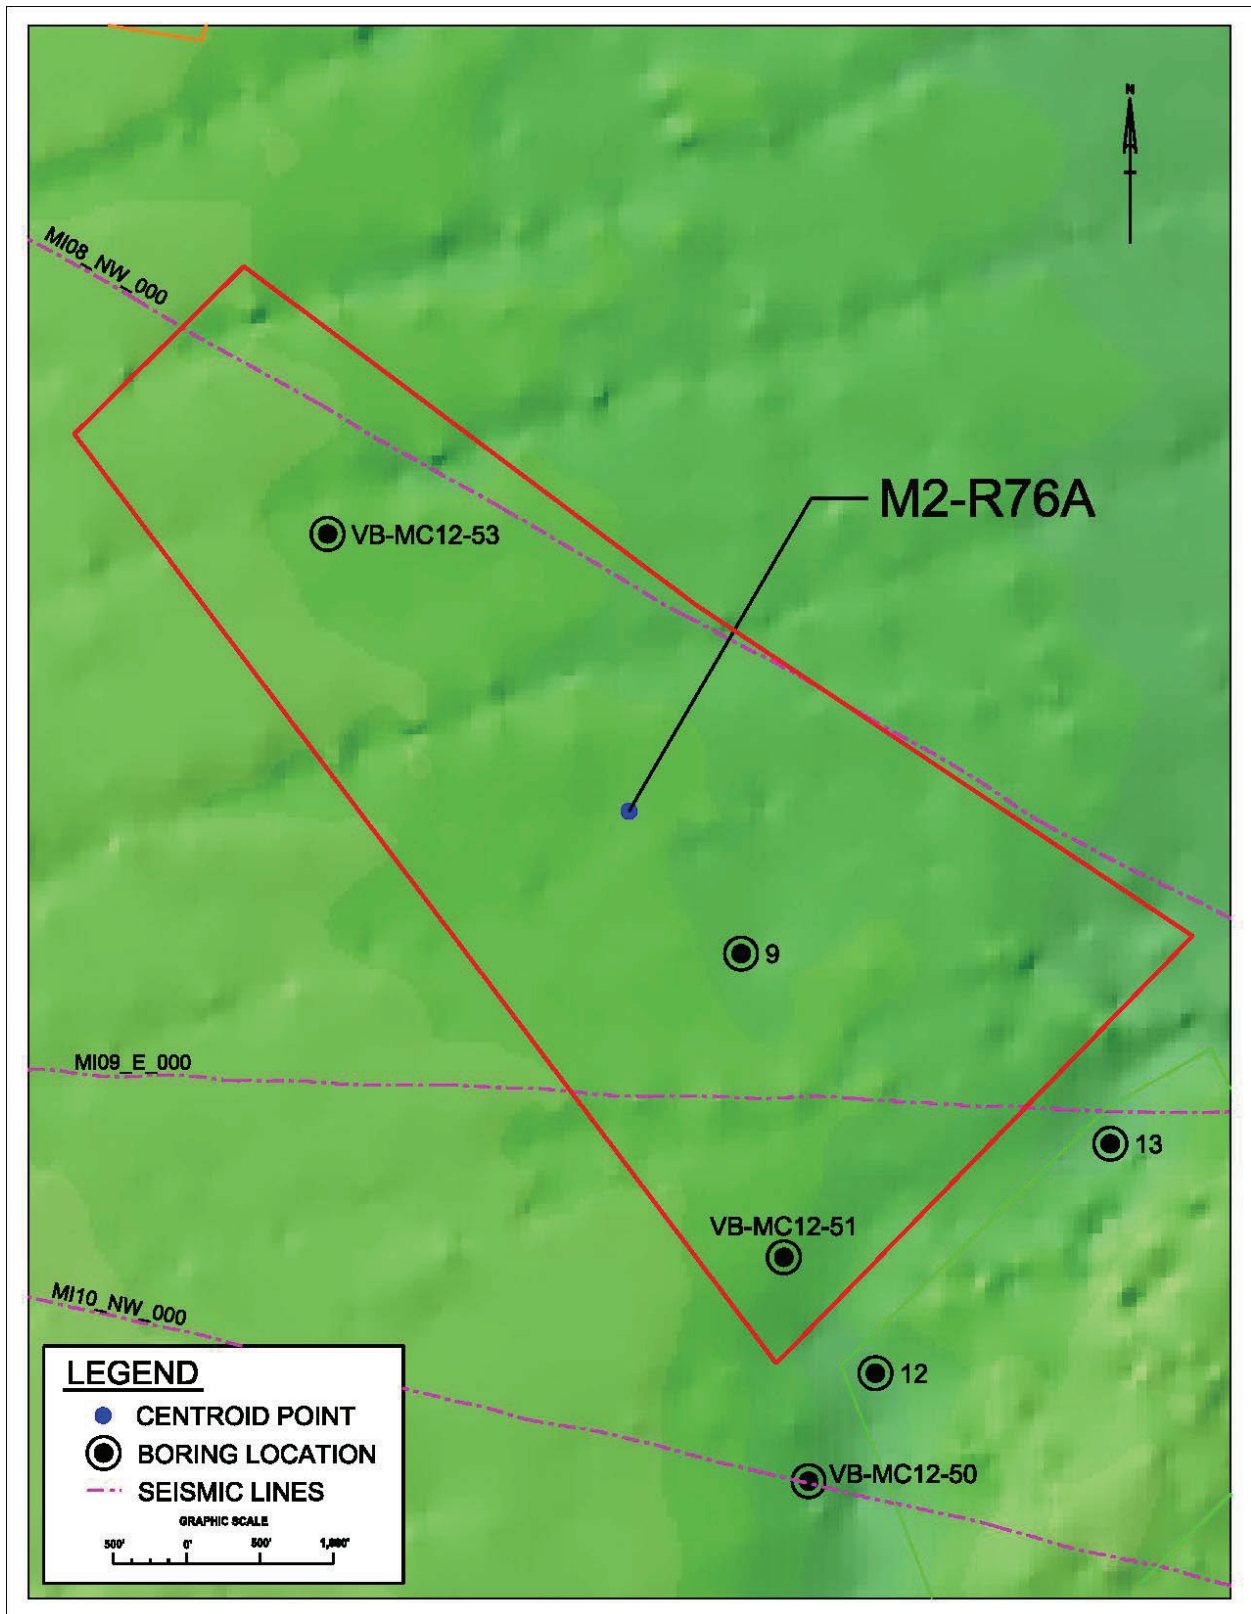 N
MI08_NW_000
M2-R76A
VB-MC12-53
9
MI09_E_000
13
VB-MC12-51
MI10_NW_000
12
VB-MC12-50
LEGEND
CENTROID POINT
BORING LOCATION
SEISMIC LINES
GRAPHIC SCALE
500' 0' 500' 1,000'